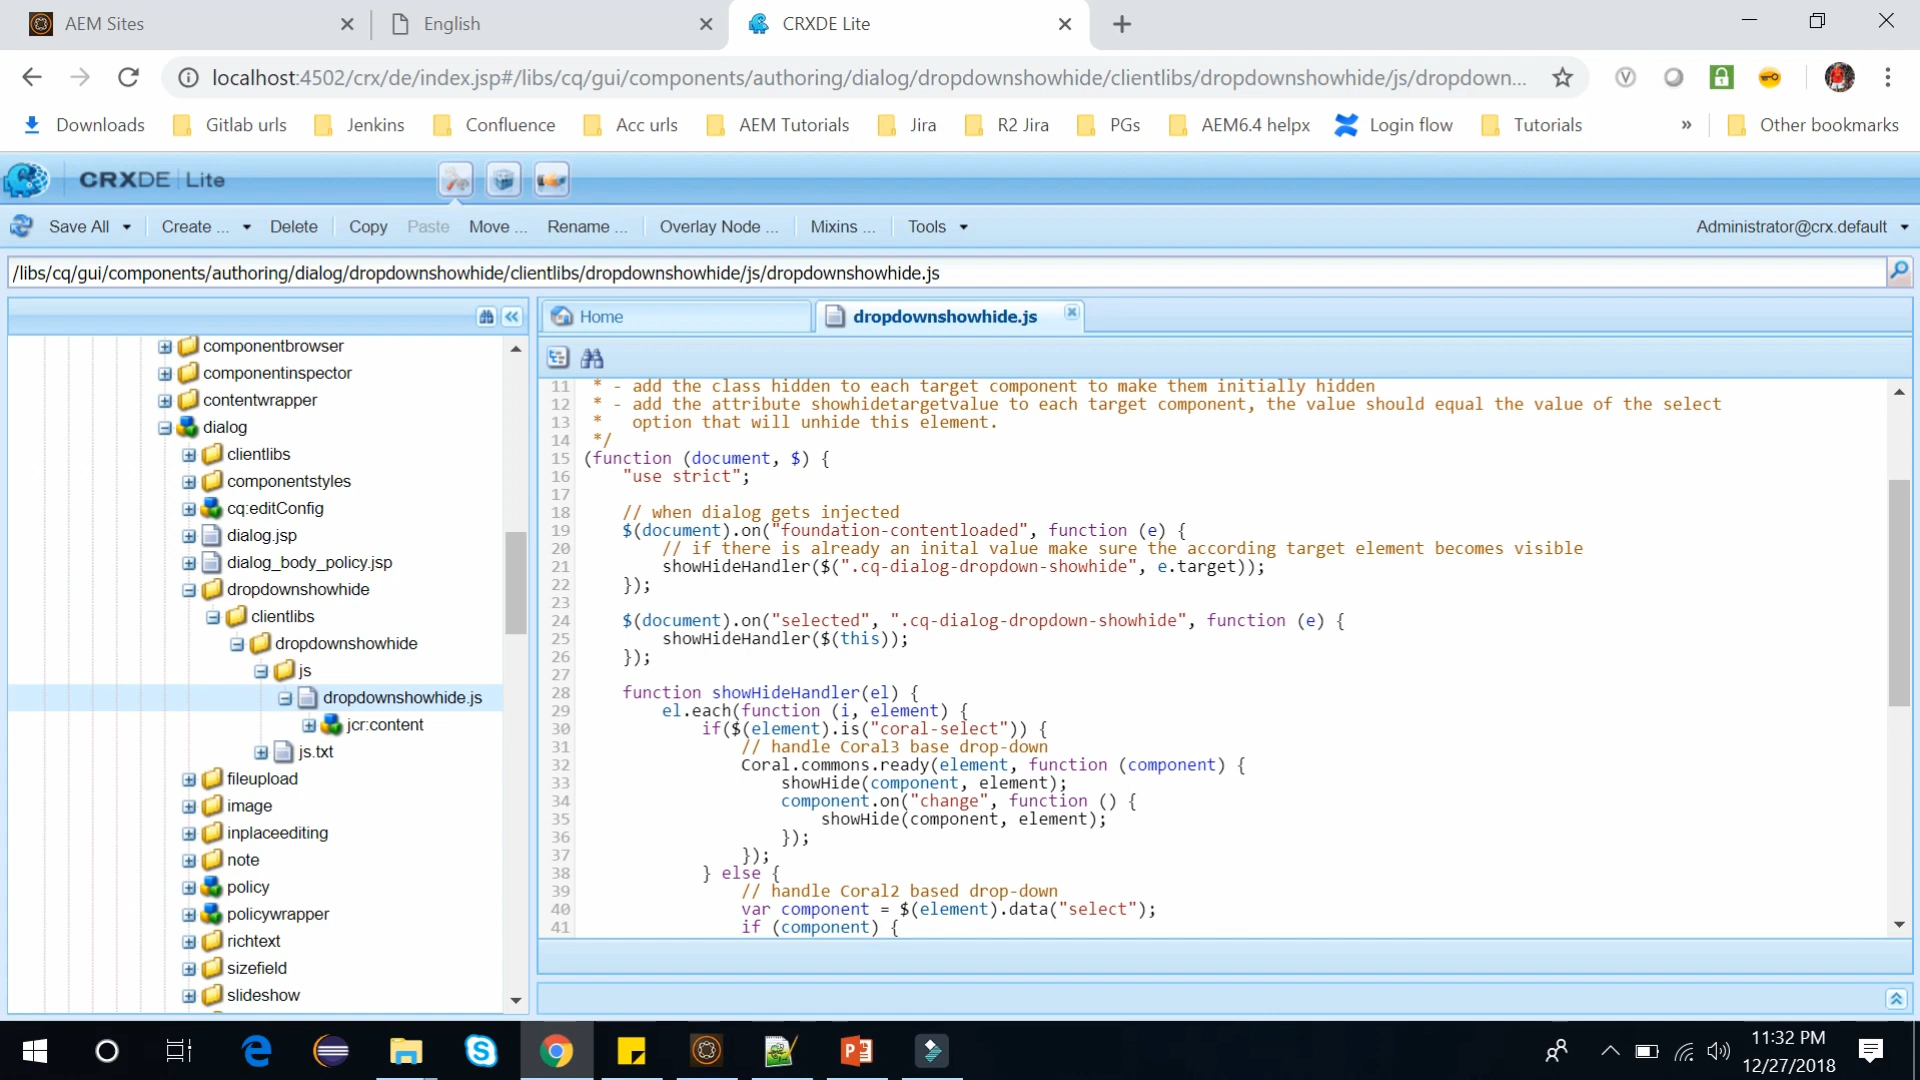 AEM Sites
English
CRXDE Lite
localhost:4502/crx/de/index.jsp#/libs/cq/gui/components/authoring/dialog/dropdownshowhide/clientlibs/dropdownshowhide/js/dropdown...
Downloads Gitlab urls Jenkins Confluence Acc urls AEM Tutorials Jira R2 Jira PGs AEM6.4 helpx Login flow Tutorials » Other bookmarks
CRXDE | Lite
Save All Create ... Delete Copy Paste Move ... Rename ... Overlay Node ... Mixins ... Tools Administrator@crx.default
/libs/cq/gui/components/authoring/dialog/dropdownshowhide/clientlibs/dropdownshowhide/js/dropdownshowhide.js
componentbrowser
componentinspector
contentwrapper
dialog
clientlibs
componentstyles
cq:editConfig
dialog.jsp
dialog_body_policy.jsp
dropdownshowhide
clientlibs
dropdownshowhide
js
dropdownshowhide.js
jcr:content
js.txt
fileupload
image
inplaceediting
note
policy
policywrapper
richtext
sizefield
slideshow
Home
dropdownshowhide.js
11 * - add the class hidden to each target component to make them initially hidden
12 * - add the attribute showhidetargetvalue to each target component, the value should equal the value of the select
13 *   option that will unhide this element.
14 */
15 (function (document, $) {
16     "use strict";
17
18     // when dialog gets injected
19     $(document).on("foundation-contentloaded", function (e) {
20         // if there is already an inital value make sure the according target element becomes visible
21         showHideHandler($(".cq-dialog-dropdown-showhide", e.target));
22     });
23
24     $(document).on("selected", ".cq-dialog-dropdown-showhide", function (e) {
25         showHideHandler($(this));
26     });
27
28     function showHideHandler(el) {
29         el.each(function (i, element) {
30             if($(element).is("coral-select")) {
31                 // handle Coral3 base drop-down
32                 Coral.commons.ready(element, function (component) {
33                     showHide(component, element);
34                     component.on("change", function () {
35                         showHide(component, element);
36                     });
37                 });
38             } else {
39                 // handle Coral2 based drop-down
40                 var component = $(element).data("select");
41                 if (component) {
11:32 PM
12/27/2018